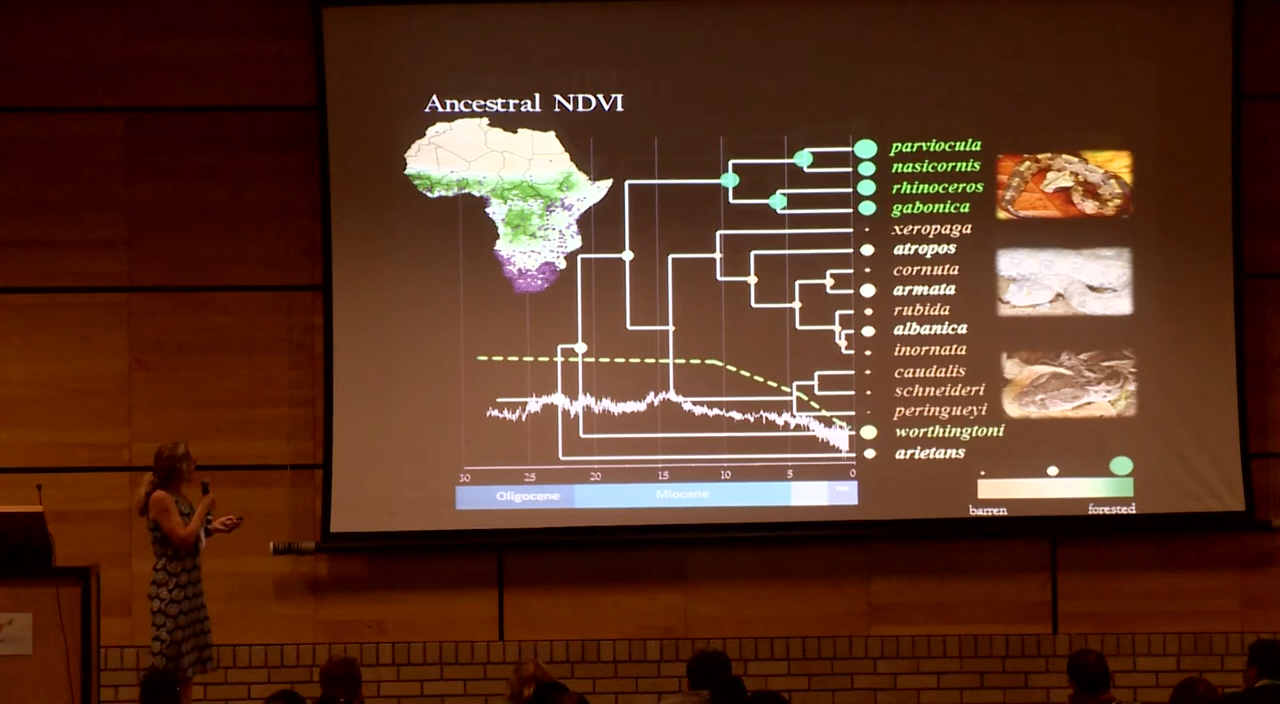 Ancestral NDVI
parviocula
nasicornis
rhinoceros
gabonica
xeropaga
atropos
cornuta
armata
rubida
albanica
inornata
caudalis
schneideri
peringueyi
worthingtoni
arietans
30 25 20 15 10 5 0
Oligocene Miocene
barren forested